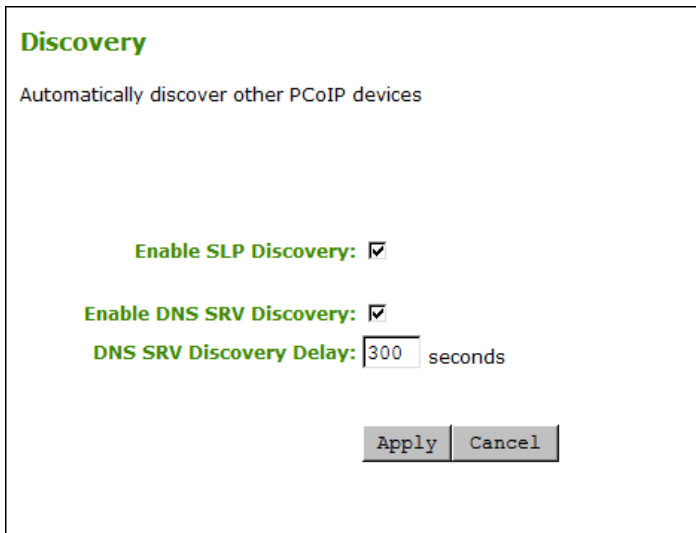 Discovery
Automatically discover other PCoIP devices
Enable SLP Discovery:
Enable DNS SRV Discovery:
DNS SRV Discovery Delay: 300 seconds
Apply Cancel